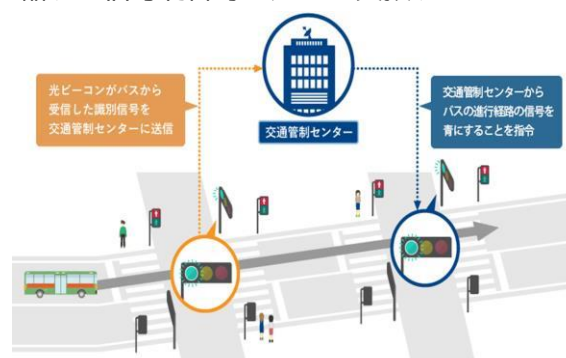 光ビーコンがバスから
受信した識別信号を
交通管制センターに送信
交通管制センター
交通管制センターから
バスの進行経路の信号を
青にすることを指令